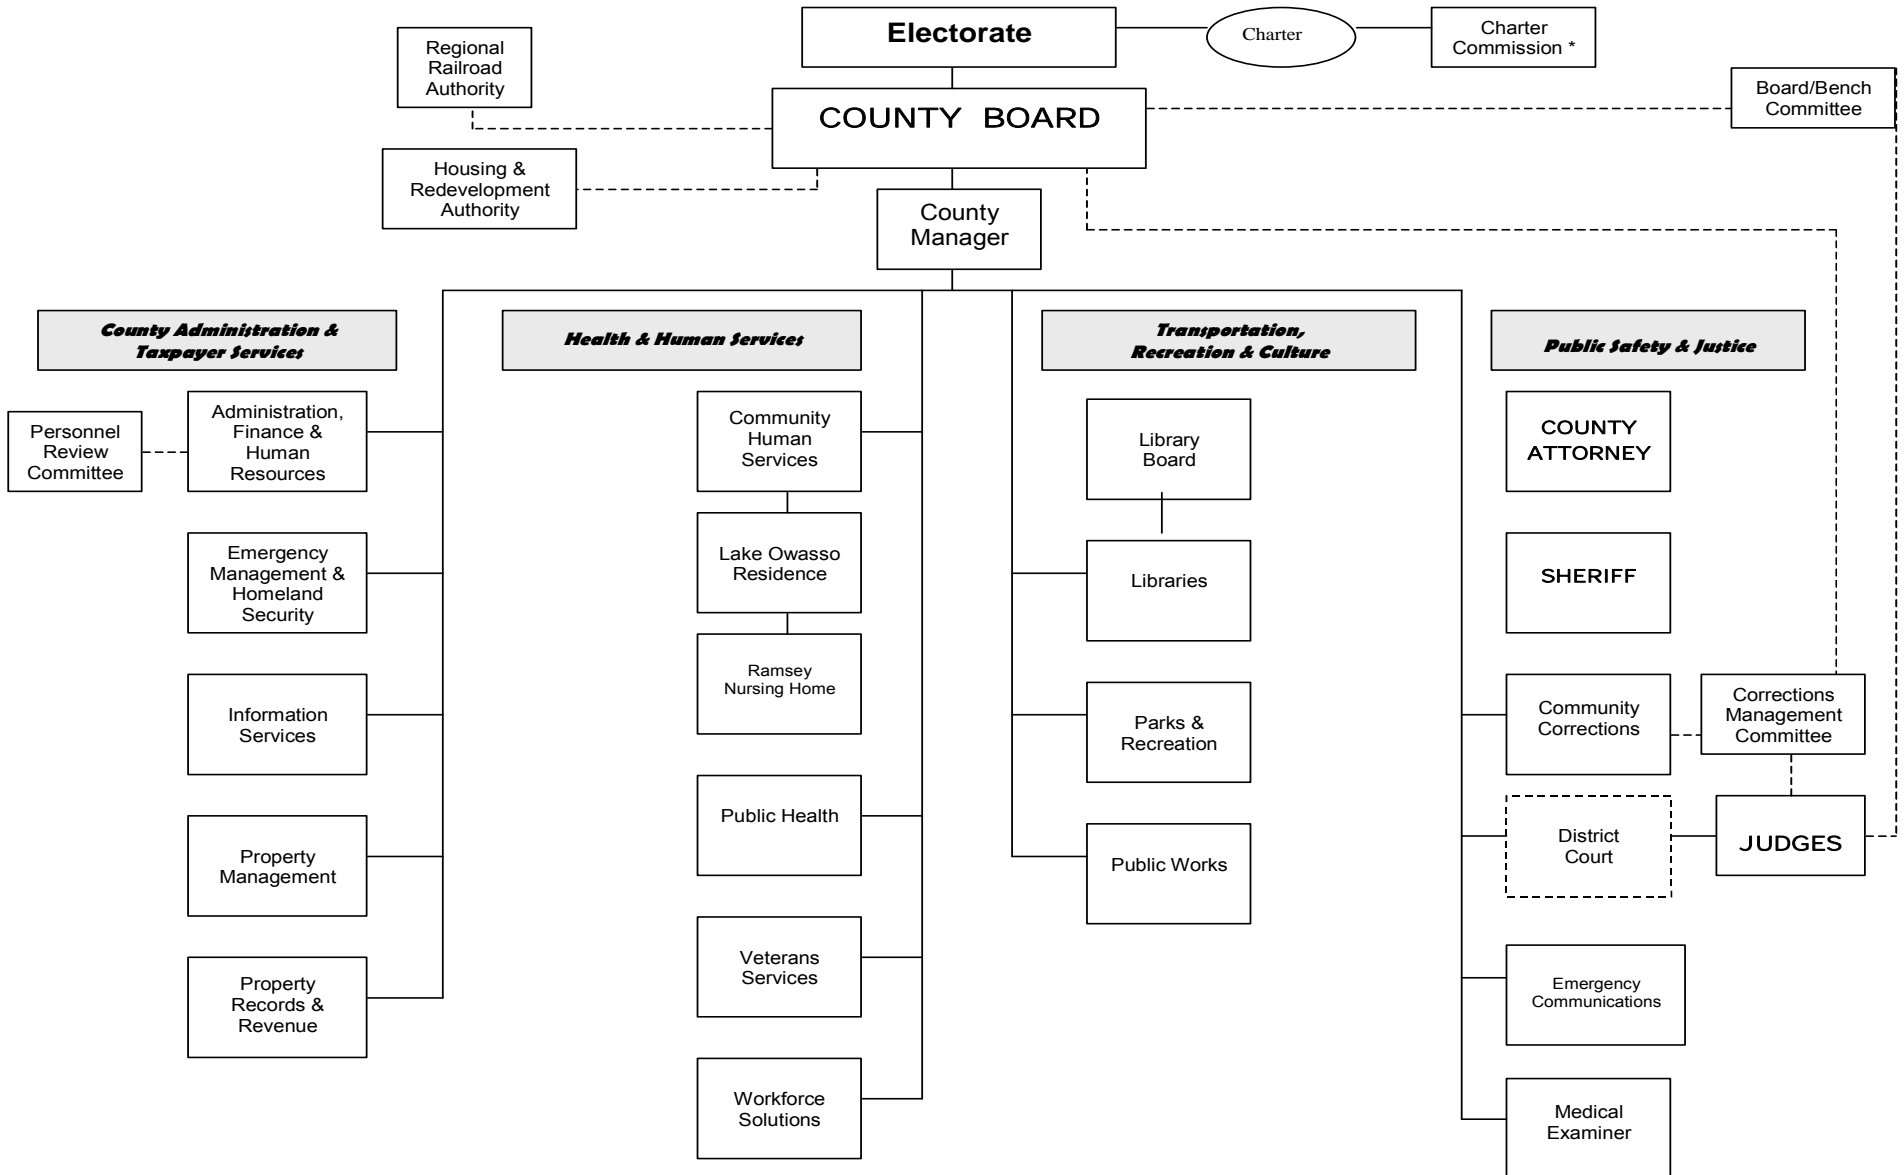 Electorate
Charter
Charter
Commission *
Regional
Railroad
Authority
Board/Bench
Committee
COUNTY BOARD
Housing &
Redevelopment
Authority
County
Manager
County Administration &
Taxpayer Services
Health & Human Services
Transportation,
Recreation & Culture
Public Safety & Justice
Personnel
Review
Committee
Administration,
Finance &
Human
Resources
Emergency
Management &
Homeland
Security
Information
Services
Property
Management
Property
Records &
Revenue
Community
Human
Services
Lake Owasso
Residence
Ramsey
Nursing Home
Public Health
Veterans
Services
Workforce
Solutions
Library
Board
Libraries
Parks &
Recreation
Public Works
COUNTY
ATTORNEY
SHERIFF
Community
Corrections
Corrections
Management
Committee
District
Court
JUDGES
Emergency
Communications
Medical
Examiner